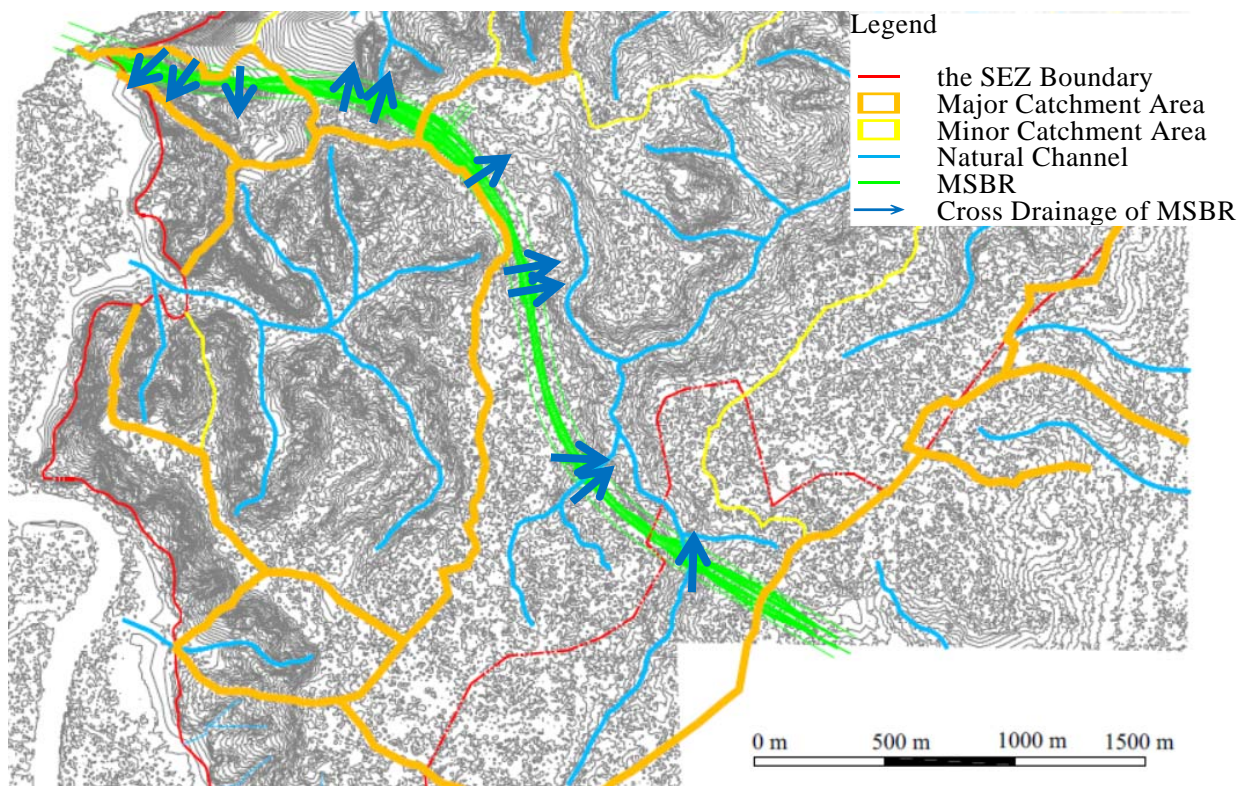 Legend
the SEZ Boundary
Major Catchment Area
Minor Catchment Area
Natural Channel
MSBR
Cross Drainage of MSBR
0 m 500 m 1000 m 1500 m